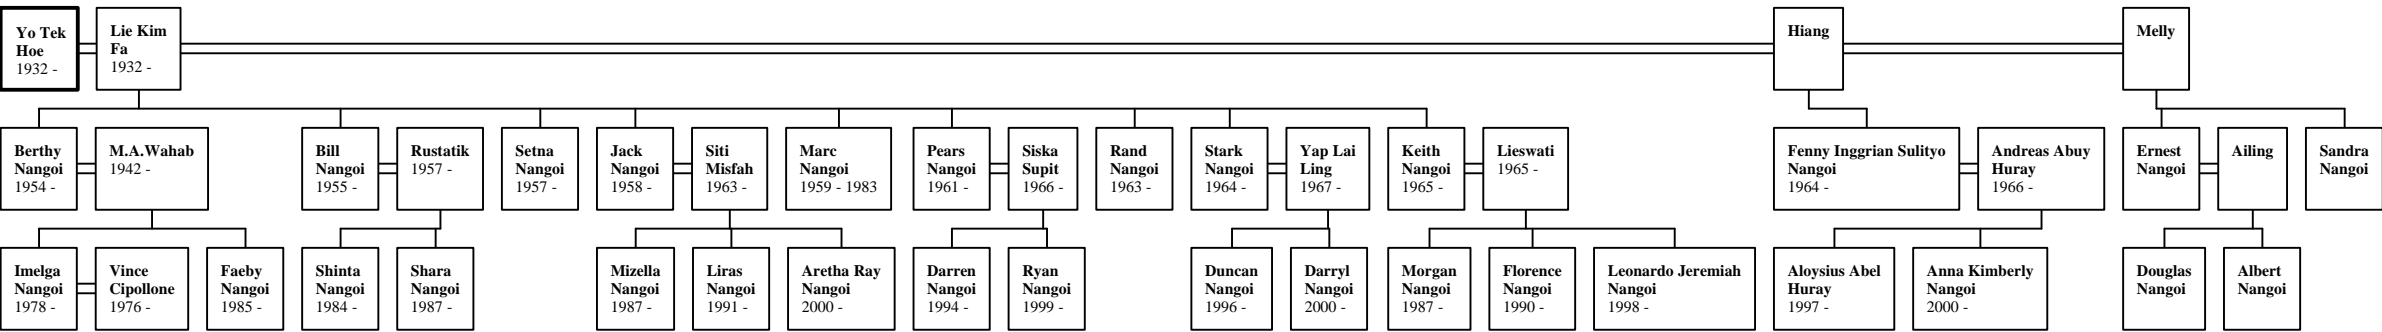 Yo Tek
Hoe
1932 -
Lie Kim
Fa
1932 -
Hiang
Melly
Berthy
Nangoi
1954 -
M.A.Wahab
1942 -
Bill
Nangoi
1955 -
Rustatik
1957 -
Setna
Nangoi
1957 -
Jack
Nangoi
1958 -
Siti
Misfah
1963 -
Marc
Nangoi
1959 - 1983
Pears
Nangoi
1961 -
Siska
Supit
1966 -
Rand
Nangoi
1963 -
Stark
Nangoi
1964 -
Yap Lai
Ling
1967 -
Keith
Nangoi
1965 -
Lieswati
1965 -
Fenny Inggrian Sulityo
Nangoi
1964 -
Andreas Abuy
Huray
1966 -
Ernest
Nangoi
Ailing
Sandra
Nangoi
Imelga
Nangoi
1978 -
Vince
Cipollone
1976 -
Faeby
Nangoi
1985 -
Shinta
Nangoi
1984 -
Shara
Nangoi
1987 -
Mizella
Nangoi
1987 -
Liras
Nangoi
1991 -
Aretha Ray
Nangoi
2000 -
Darren
Nangoi
1994 -
Ryan
Nangoi
1999 -
Duncan
Nangoi
1996 -
Darryl
Nangoi
2000 -
Morgan
Nangoi
1987 -
Florence
Nangoi
1990 -
Leonardo Jeremiah
Nangoi
1998 -
Aloysius Abel
Huray
1997 -
Anna Kimberly
Nangoi
2000 -
Douglas
Nangoi
Albert
Nangoi